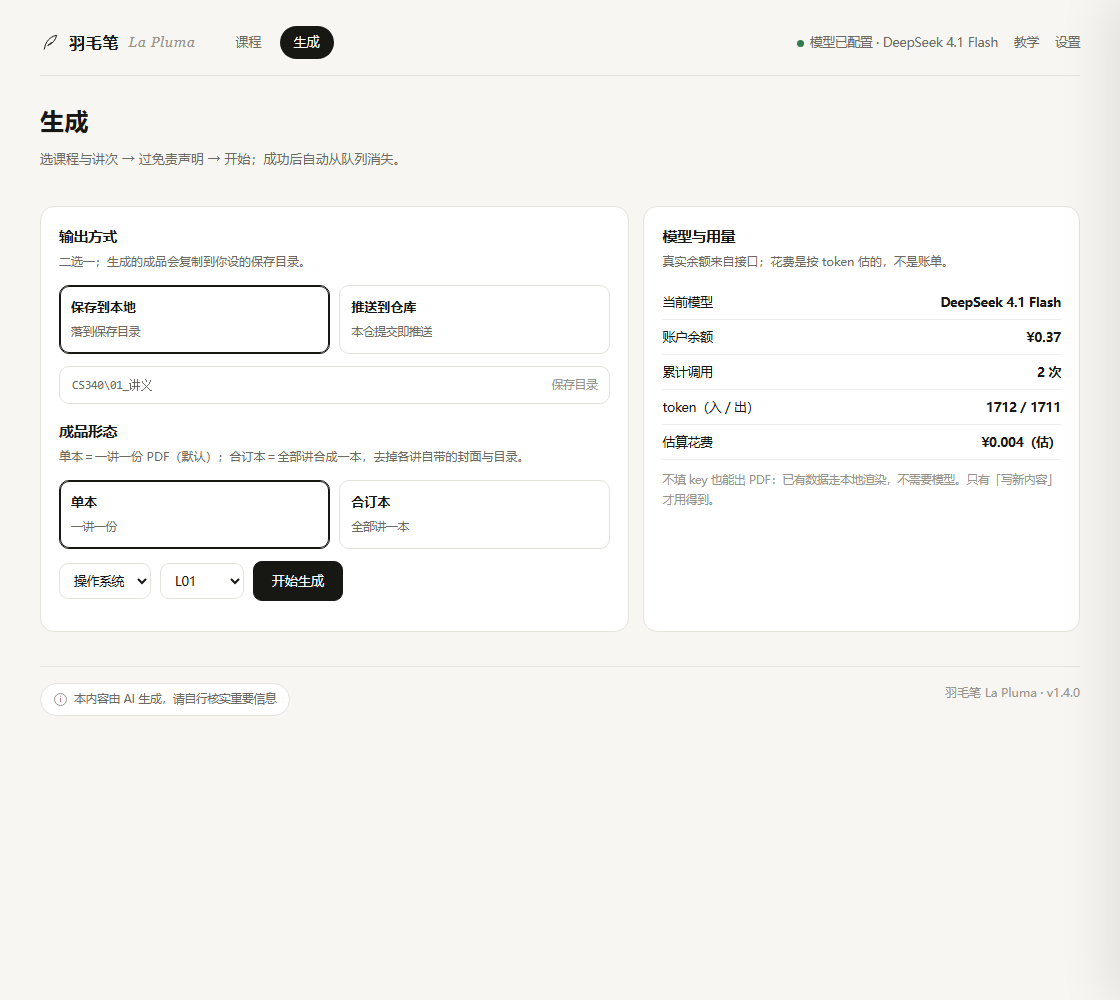 羽毛笔 La Pluma 课程 生成 模型已配置 · DeepSeek 4.1 Flash 教学 设置
生成
选课程与讲次 → 过免责声明 → 开始；成功后自动从队列消失。
输出方式
二选一；生成的成品会复制到你设的保存目录。
保存到本地
落到保存目录
推送到仓库
本仓提交即推送
CS340\01_讲义 保存目录
成品形态
单本＝一讲一份 PDF（默认）；合订本＝全部讲合成一本，去掉各讲自带的封面与目录。
单本
一讲一份
合订本
全部讲一本
操作系统 L01 开始生成
模型与用量
真实余额来自接口；花费是按 token 估的，不是账单。
当前模型 DeepSeek 4.1 Flash
账户余额 ¥0.37
累计调用 2 次
token（入 / 出） 1712 / 1711
估算花费 ¥0.004（估）
不填 key 也能出 PDF：已有数据走本地渲染，不需要模型。只有「写新内容」
才用得到。
本内容由 AI 生成，请自行核实重要信息
羽毛笔 La Pluma · v1.4.0